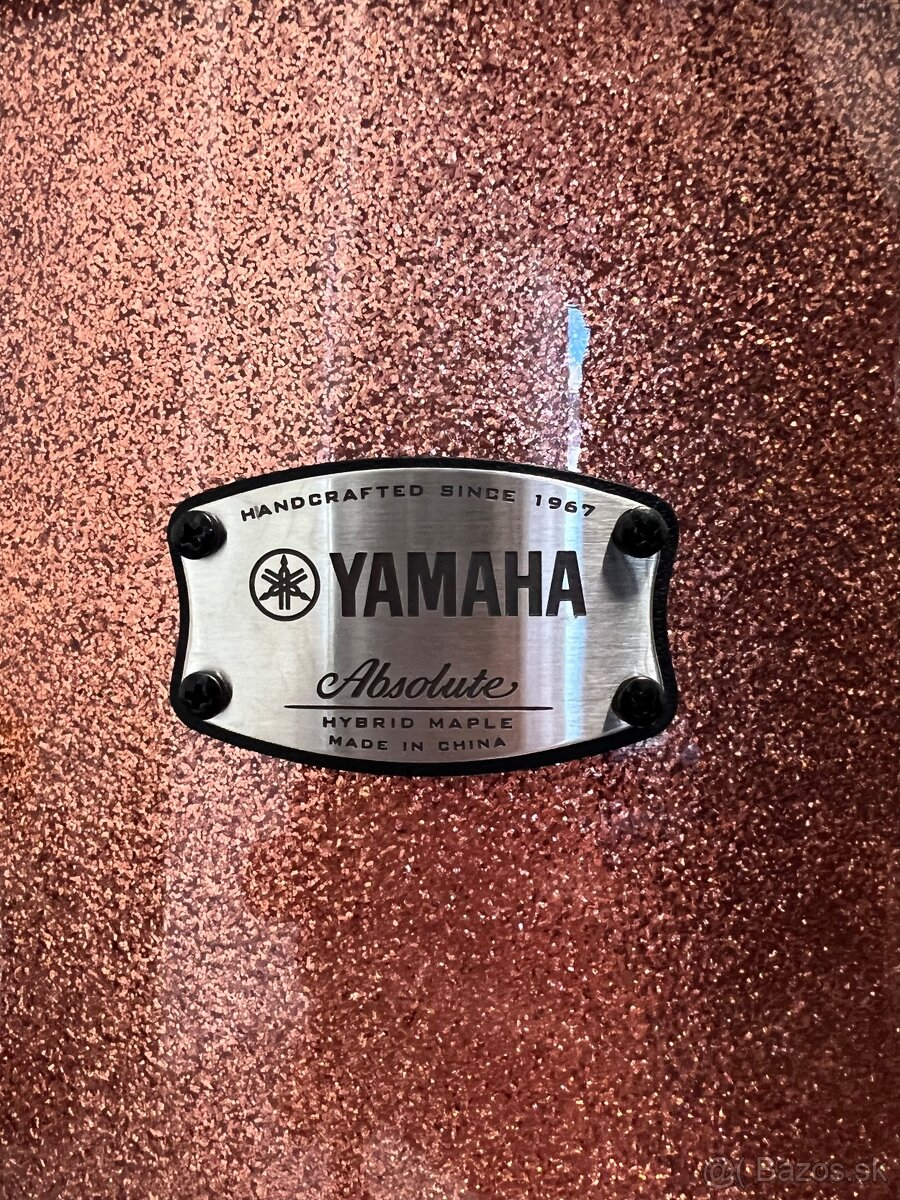 HANDCRAFTED SINCE 1967
YAMAHA
Absolute
HYBRID MAPLE
MADE IN CHINA
@( Bazos.sk